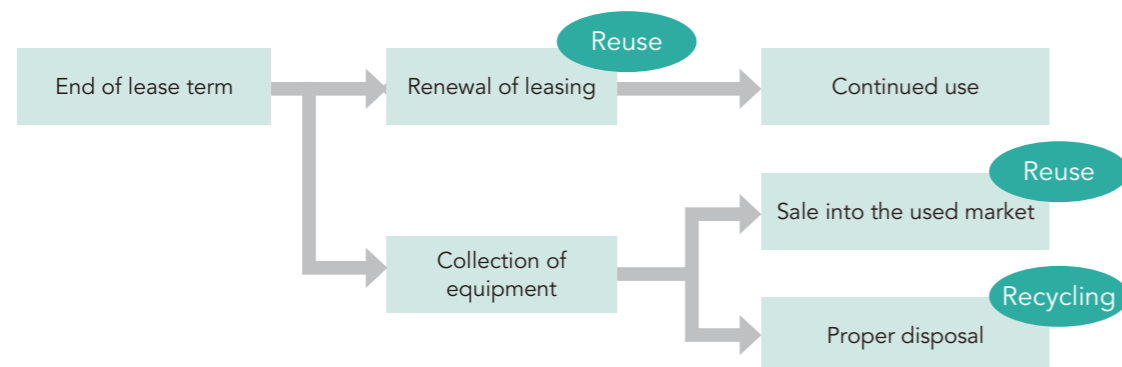 Reuse
End of lease term
Renewal of leasing
Continued use
Reuse
Sale into the used market
Collection of
equipment
Recycling
Proper disposal